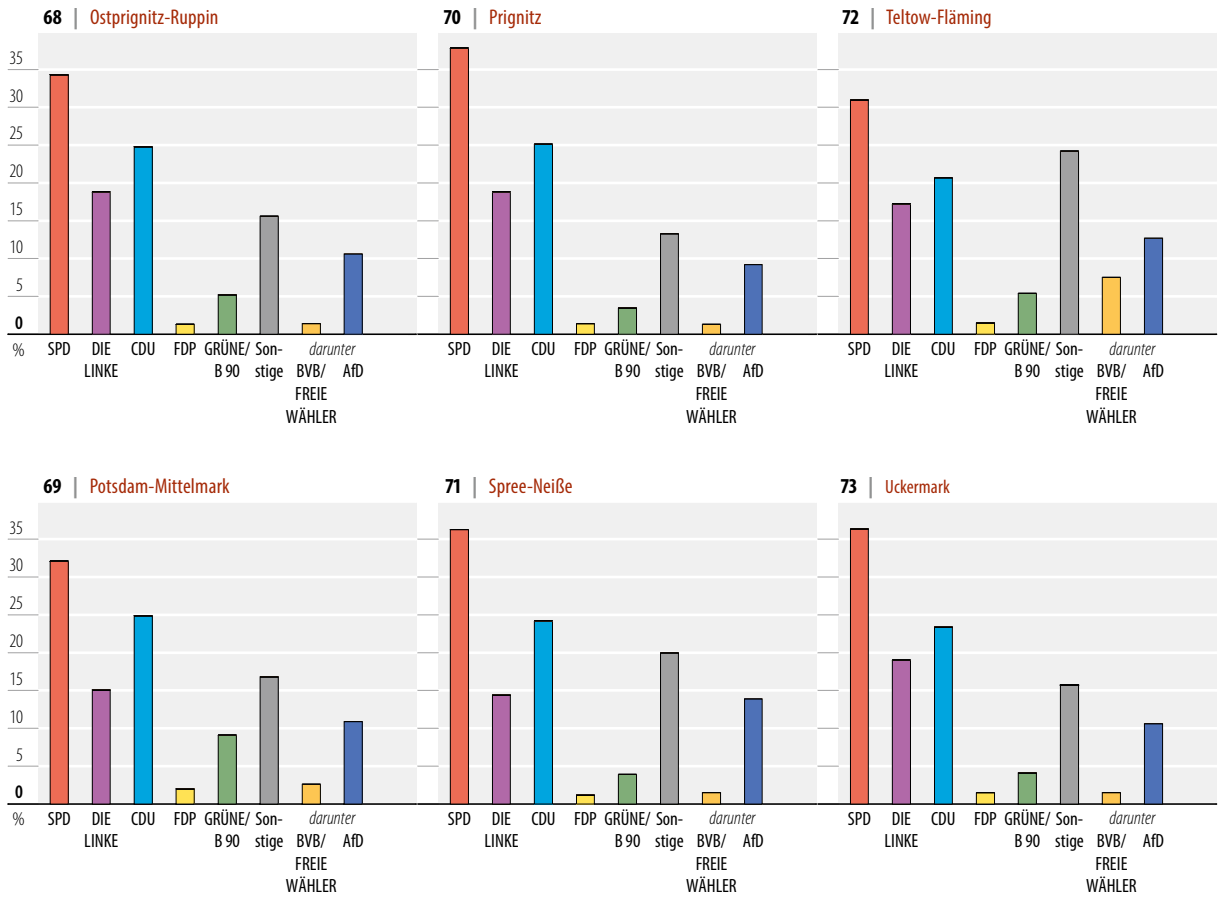 68 | Ostprignitz-Ruppin
35
30
25
20
15
10
5
0
% SPD DIE CDU FDP GRÜNE/ Son- darunter
LINKE B 90 stige BVB/ AfD
FREIE
WÄHLER
70 | Prignitz
SPD DIE CDU FDP GRÜNE/ Son- darunter
LINKE B 90 stige BVB/ AfD
FREIE
WÄHLER
72 | Teltow-Fläming
SPD DIE CDU FDP GRÜNE/ Son- darunter
LINKE B 90 stige BVB/ AfD
FREIE
WÄHLER
69 | Potsdam-Mittelmark
35
30
25
20
15
10
5
0
% SPD DIE CDU FDP GRÜNE/ Son- darunter
LINKE B 90 stige BVB/ AfD
FREIE
WÄHLER
71 | Spree-Neiße
SPD DIE CDU FDP GRÜNE/ Son- darunter
LINKE B 90 stige BVB/ AfD
FREIE
WÄHLER
73 | Uckermark
SPD DIE CDU FDP GRÜNE/ Son- darunter
LINKE B 90 stige BVB/ AfD
FREIE
WÄHLER